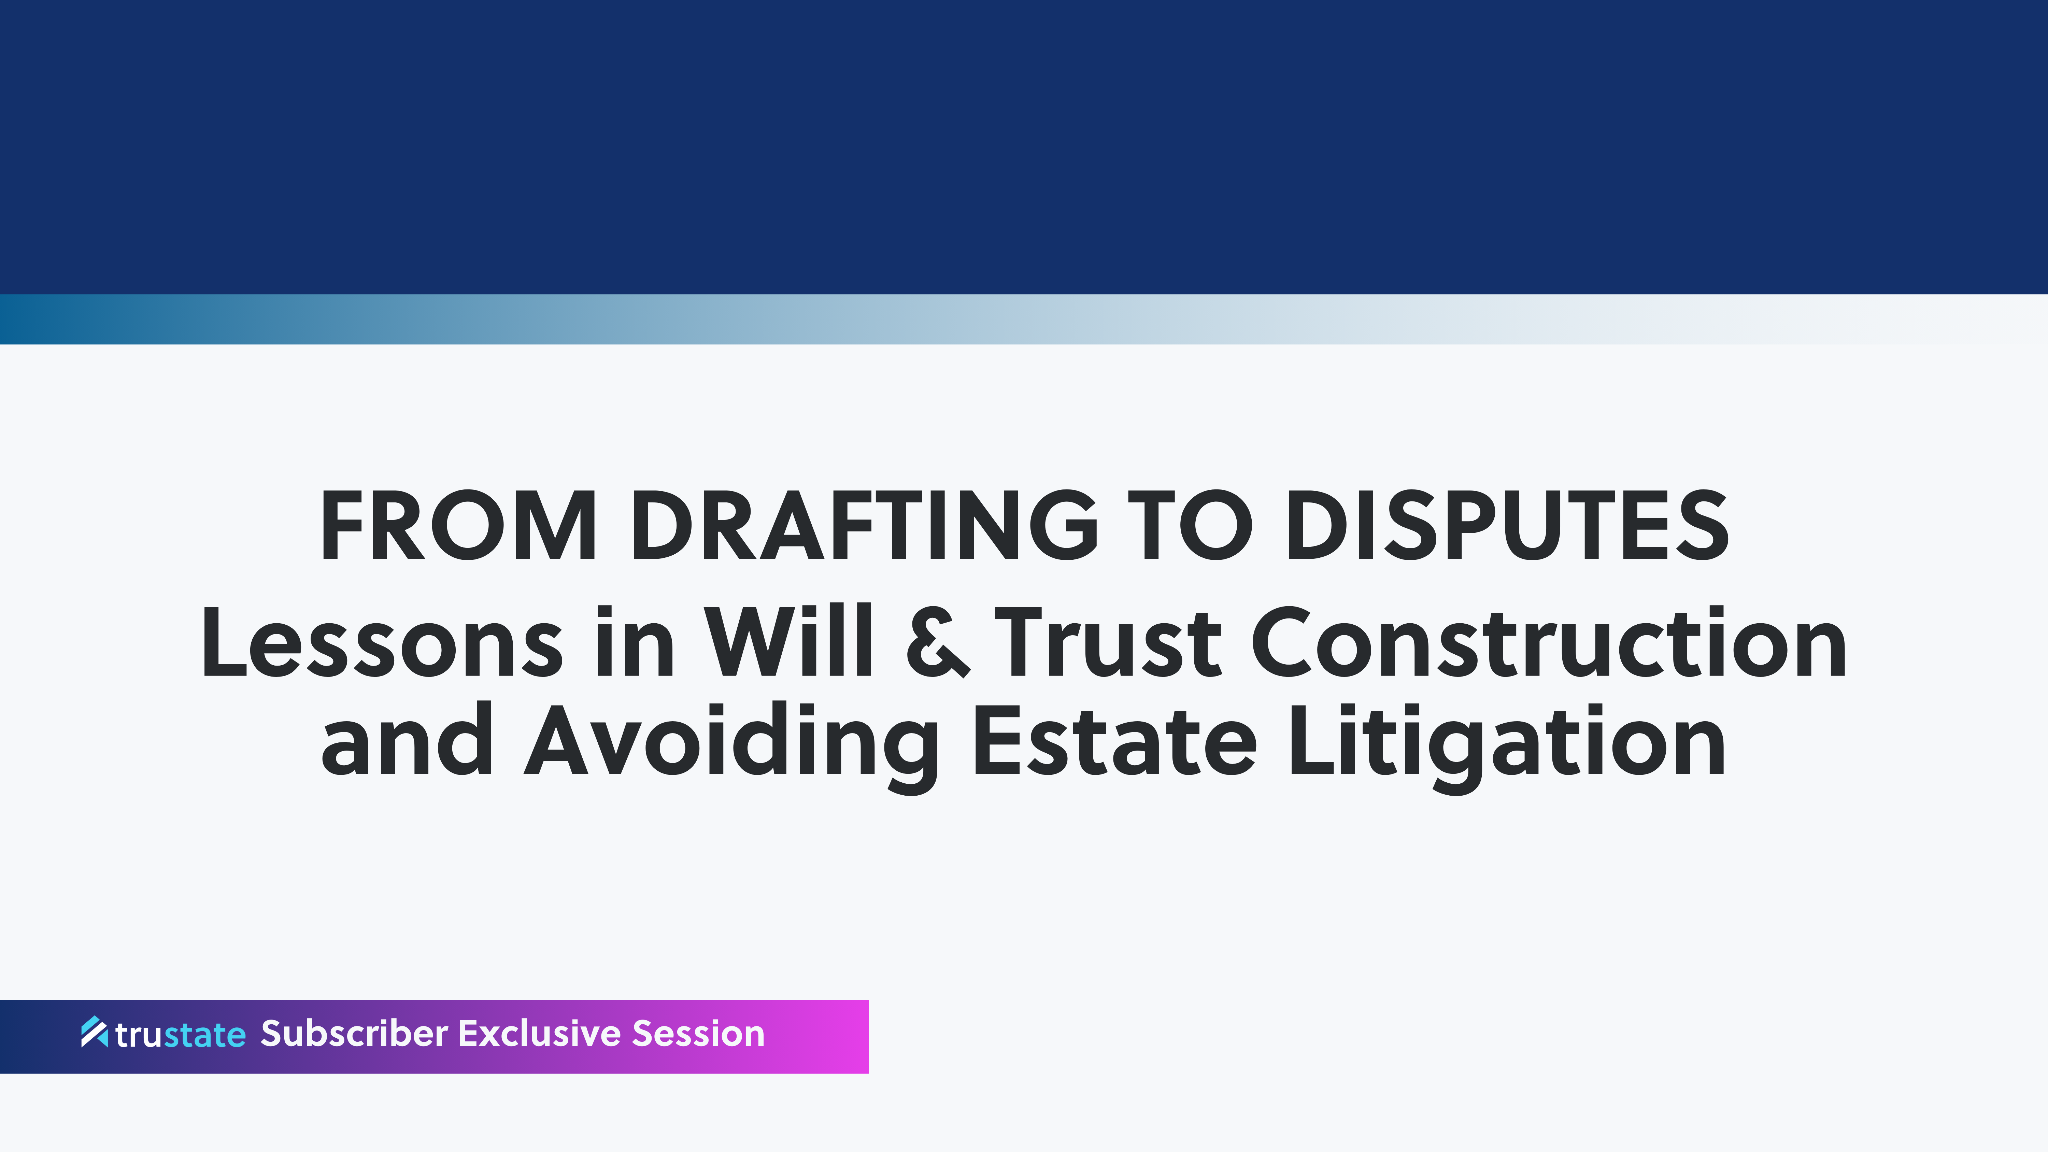 FROM DRAFTING TO DISPUTES
Lessons in Will & Trust Construction
and Avoiding Estate Litigation
trustate Subscriber Exclusive Session